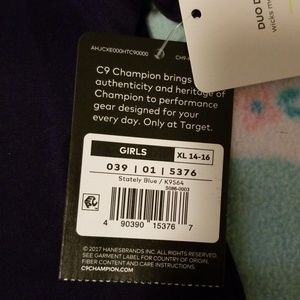 AHJCXE000HTC90000
DUO D
wicks m
C9 Champion brings
authenticity and heritage of
Champion to performance
gear designed for your
every day. Only at Target.
GIRLS
XL 14-16
039 | 01 | 5376
Stately Blue / K9564
5086-0003
4 90390 15376 7
© 2017 HANESBRANDS INC. ALL RIGHTS RESERVED.
SEE GARMENT LABEL FOR COUNTRY OF ORIGIN,
FIBER CONTENT AND CARE INSTRUCTIONS.
C9CHAMPION.COM